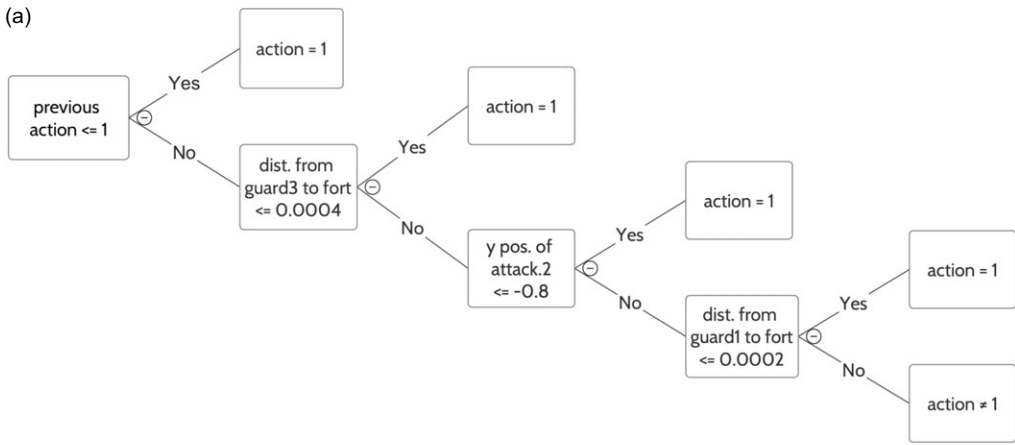 (a)
action = 1
Yes
previous
action <= 1
No
action = 1
Yes
dist. from
guard3 to fort
<= 0.0004
No
action = 1
Yes
y pos. of
attack.2
<= -0.8
No
action = 1
Yes
dist. from
guard1 to fort
<= 0.0002
No
action ≠ 1